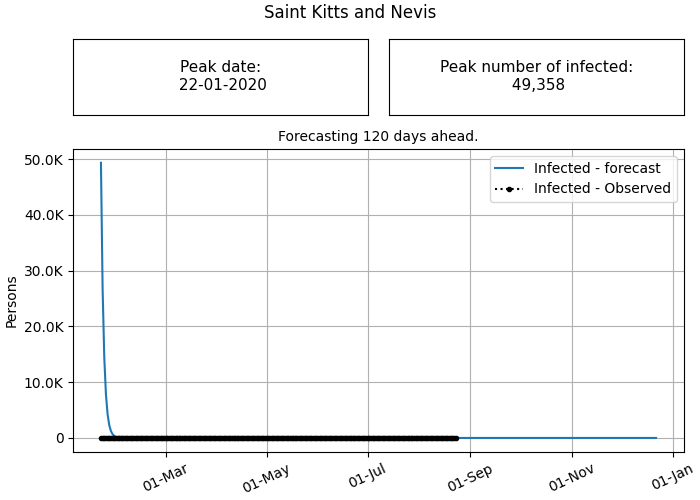 Saint Kitts and Nevis
Peak date:
22-01-2020
Peak number of infected:
49,358
Forecasting 120 days ahead.
50.0K
40.0K
30.0K
20.0K
10.0K
0
Persons
Infected - forecast
Infected - Observed
01-Mar
01-May
01-Jul
01-Sep
01-Nov
01-Jan